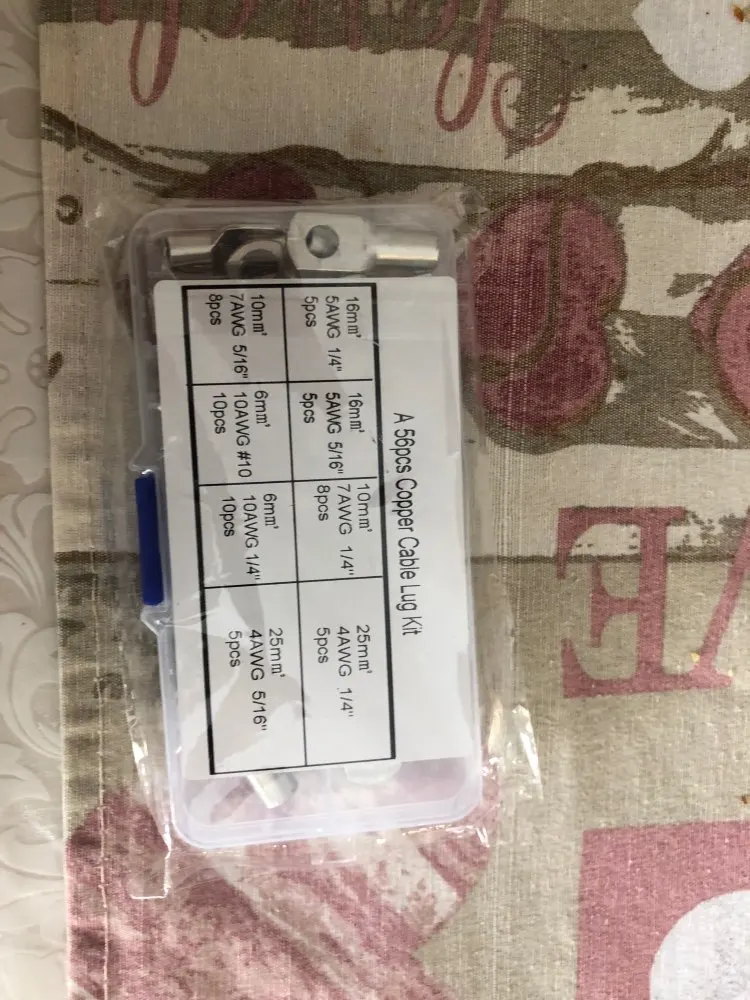 A 56pcs Copper Cable Lug Kit
16mm²
5AWG 1/4"
5pcs
16mm²
5AWG 5/16"
5pcs
10mm²
7AWG 1/4"
8pcs
25mm²
4AWG 1/4"
5pcs
10mm²
7AWG 5/16"
8pcs
6mm²
10AWG #10
10pcs
6mm²
10AWG 1/4"
10pcs
25mm²
4AWG 5/16"
5pcs